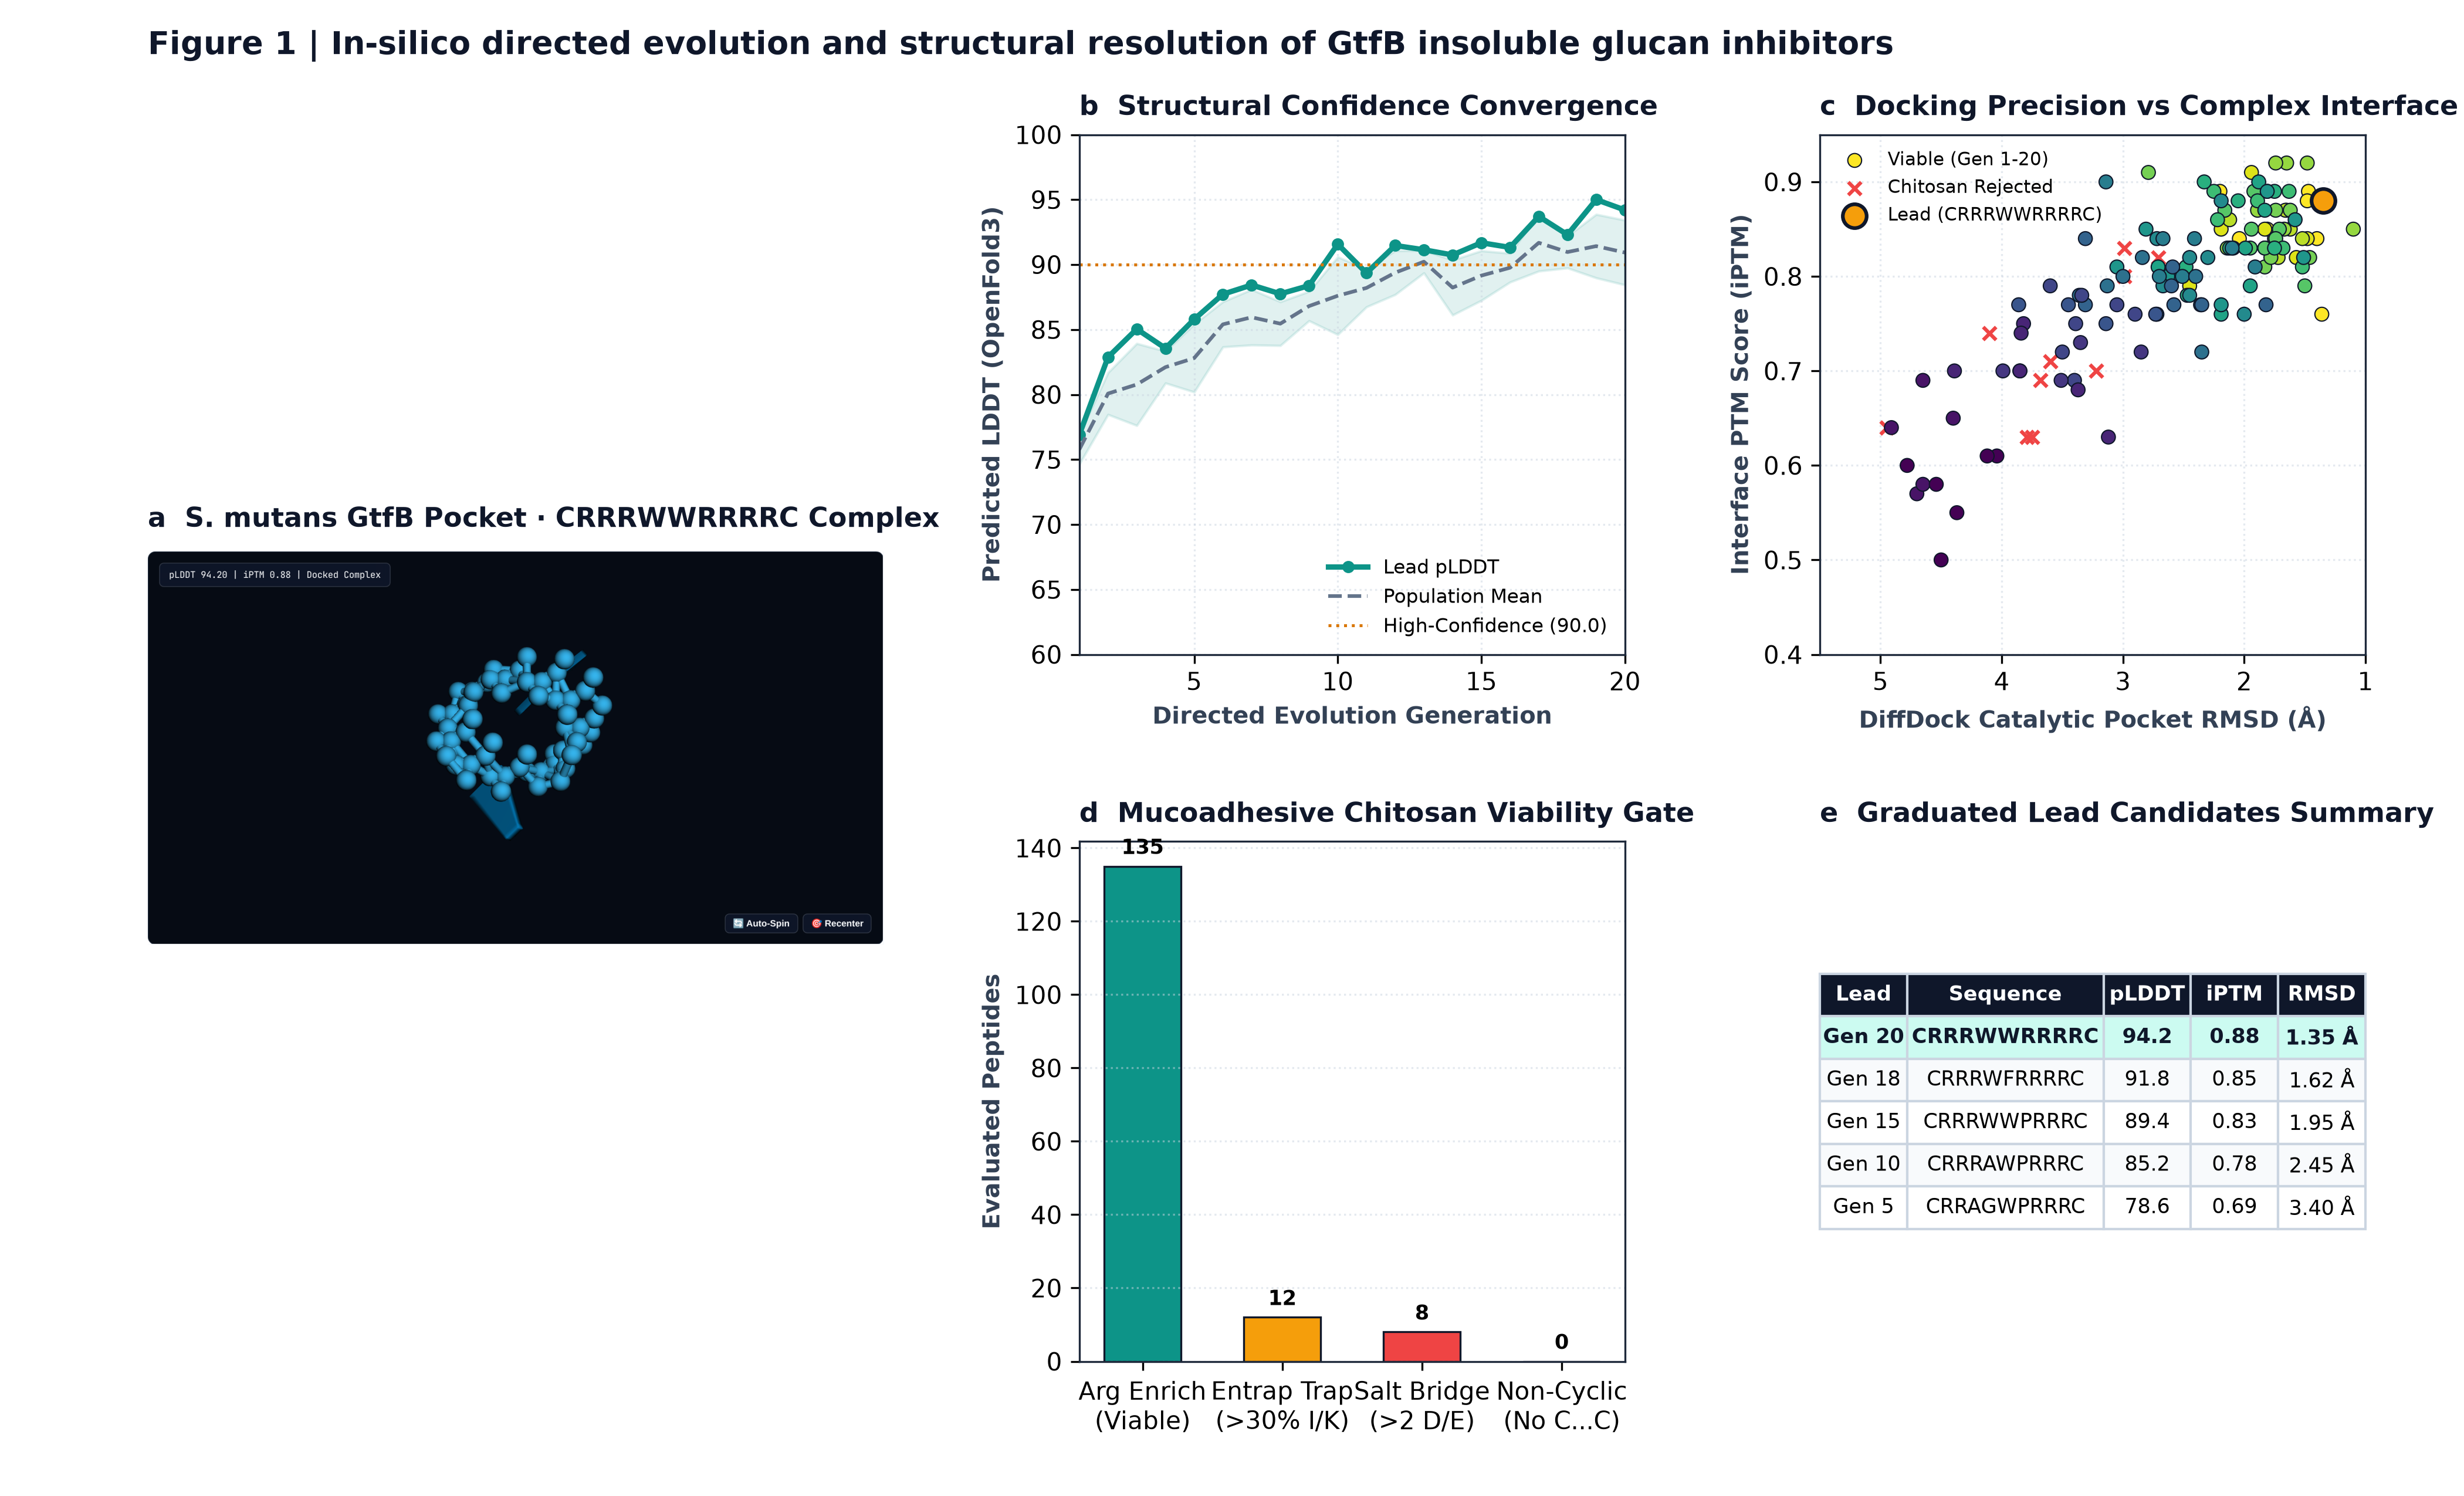 Figure 1 | In-silico directed evolution and structural resolution of GtfB insoluble glucan inhibitors
a S. mutans GtfB Pocket · CRRRWWRRRRC Complex
pLDDT 94.20 | iPTM 0.88 | Docked Complex
Auto-Spin
Recenter
b Structural Confidence Convergence
Predicted LDDT (OpenFold3)
100
95
90
85
80
75
70
65
60
Lead pLDDT
Population Mean
High-Confidence (90.0)
5 10 15 20
Directed Evolution Generation
c Docking Precision vs Complex Interface
Interface PTM Score (iPTM)
Viable (Gen 1-20)
Chitosan Rejected
Lead (CRRRWWRRRRC)
0.9
0.8
0.7
0.6
0.5
0.4
5 4 3 2 1
DiffDock Catalytic Pocket RMSD (Å)
d Mucoadhesive Chitosan Viability Gate
Evaluated Peptides
140
120
100
80
60
40
20
0
135
12
8
0
Arg Enrich Entrap Trap Salt Bridge Non-Cyclic
(Viable) (>30% I/K) (>2 D/E) (No C...C)
e Graduated Lead Candidates Summary
Lead Sequence pLDDT iPTM RMSD
Gen 20 CRRRWWRRRRC 94.2 0.88 1.35 Å
Gen 18 CRRRWFRRRRC 91.8 0.85 1.62 Å
Gen 15 CRRRWWPRRRC 89.4 0.83 1.95 Å
Gen 10 CRRRAWPRRRC 85.2 0.78 2.45 Å
Gen 5 CRRAGWPRRRC 78.6 0.69 3.40 Å